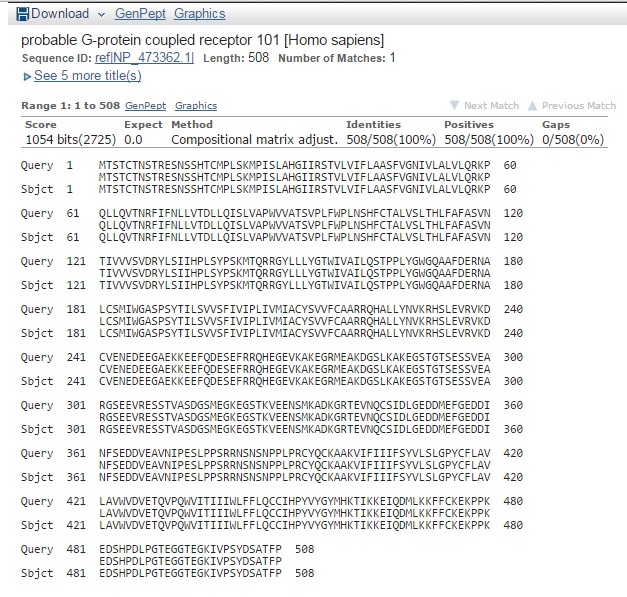 Download GenPept Graphics
probable G-protein coupled receptor 101 [Homo sapiens]
Sequence ID: ref|NP_473362.1| Length: 508 Number of Matches: 1
See 5 more title(s)
Range 1: 1 to 508 GenPept Graphics Next Match Previous Match
Score Expect Method Identities Positives Gaps
1054 bits(2725) 0.0 Compositional matrix adjust. 508/508(100%) 508/508(100%) 0/508(0%)
Query 1 MTSTCTNSTRESNSSHTCMPLSKMPISLAHGIIRSTVLVIFLAASFVGNIVLALVLQRKP 60
MTSTCTNSTRESNSSHTCMPLSKMPISLAHGIIRSTVLVIFLAASFVGNIVLALVLQRKP
Sbjct 1 MTSTCTNSTRESNSSHTCMPLSKMPISLAHGIIRSTVLVIFLAASFVGNIVLALVLQRKP 60
Query 61 QLLQVTNRFIFNLLVTDLLQISLVAPWVVATSVPLFWPLNSHFCTALVSLTHLFAFASVN 120
QLLQVTNRFIFNLLVTDLLQISLVAPWVVATSVPLFWPLNSHFCTALVSLTHLFAFASVN
Sbjct 61 QLLQVTNRFIFNLLVTDLLQISLVAPWVVATSVPLFWPLNSHFCTALVSLTHLFAFASVN 120
Query 121 TIVVVSVDRYLSIIHPLSYPSKMTQRRGYLLLYGTWIVAILQSTPPLYGWGQAAFDERNA 180
TIVVVSVDRYLSIIHPLSYPSKMTQRRGYLLLYGTWIVAILQSTPPLYGWGQAAFDERNA
Sbjct 121 TIVVVSVDRYLSIIHPLSYPSKMTQRRGYLLLYGTWIVAILQSTPPLYGWGQAAFDERNA 180
Query 181 LCSMIWGASPSYTILSVVSFIVIPLIVMIACYSVVFCAARRQHALLYNVKRHSLEVRVKD 240
LCSMIWGASPSYTILSVVSFIVIPLIVMIACYSVVFCAARRQHALLYNVKRHSLEVRVKD
Sbjct 181 LCSMIWGASPSYTILSVVSFIVIPLIVMIACYSVVFCAARRQHALLYNVKRHSLEVRVKD 240
Query 241 CVENEDEEGAEKKEEFQDESEFRRQHEGEVKAKEGRMEAKDGSLKAKEGSTGTSESSVEA 300
CVENEDEEGAEKKEEFQDESEFRRQHEGEVKAKEGRMEAKDGSLKAKEGSTGTSESSVEA
Sbjct 241 CVENEDEEGAEKKEEFQDESEFRRQHEGEVKAKEGRMEAKDGSLKAKEGSTGTSESSVEA 300
Query 301 RGSEEVRESSTVASDGSMEGKEGSTKVEENSMKADKGRTEVNQCSIDLGEDDMEFGEDDI 360
RGSEEVRESSTVASDGSMEGKEGSTKVEENSMKADKGRTEVNQCSIDLGEDDMEFGEDDI
Sbjct 301 RGSEEVRESSTVASDGSMEGKEGSTKVEENSMKADKGRTEVNQCSIDLGEDDMEFGEDDI 360
Query 361 NFSEDDVEAVNIPESLPPSRRNSNSNPPLPRCYQCKAAKVIFIIIFSYVLSLGPYCFLAV 420
NFSEDDVEAVNIPESLPPSRRNSNSNPPLPRCYQCKAAKVIFIIIFSYVLSLGPYCFLAV
Sbjct 361 NFSEDDVEAVNIPESLPPSRRNSNSNPPLPRCYQCKAAKVIFIIIFSYVLSLGPYCFLAV 420
Query 421 LAVWVDVETQVPQWVITIIIWLFFLQCCIHPYVYGYMHKTIKKEIQDMLKKFFCKEKPPK 480
LAVWVDVETQVPQWVITIIIWLFFLQCCIHPYVYGYMHKTIKKEIQDMLKKFFCKEKPPK
Sbjct 421 LAVWVDVETQVPQWVITIIIWLFFLQCCIHPYVYGYMHKTIKKEIQDMLKKFFCKEKPPK 480
Query 481 EDSHPDLPGTEGGTEGKIVPSYDSATFP 508
EDSHPDLPGTEGGTEGKIVPSYDSATFP
Sbjct 481 EDSHPDLPGTEGGTEGKIVPSYDSATFP 508